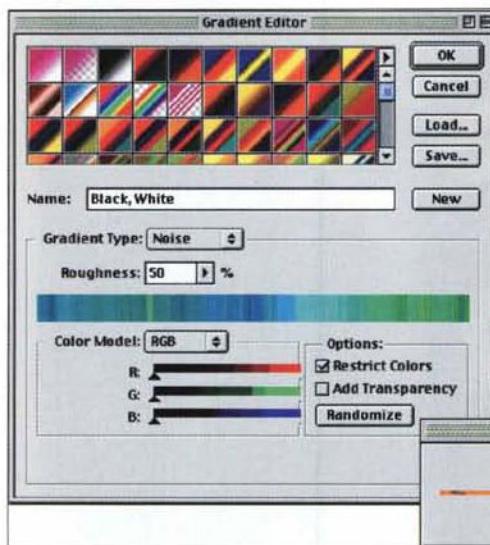 Gradient Editor
OK
Cancel
Load...
Save...
Name: Black, White
New
Gradient Type: Noise
Roughness: 50 %
Color Model: RGB
Options:
R:
Restrict Colors
G:
Add Transparency
B:
Randomize